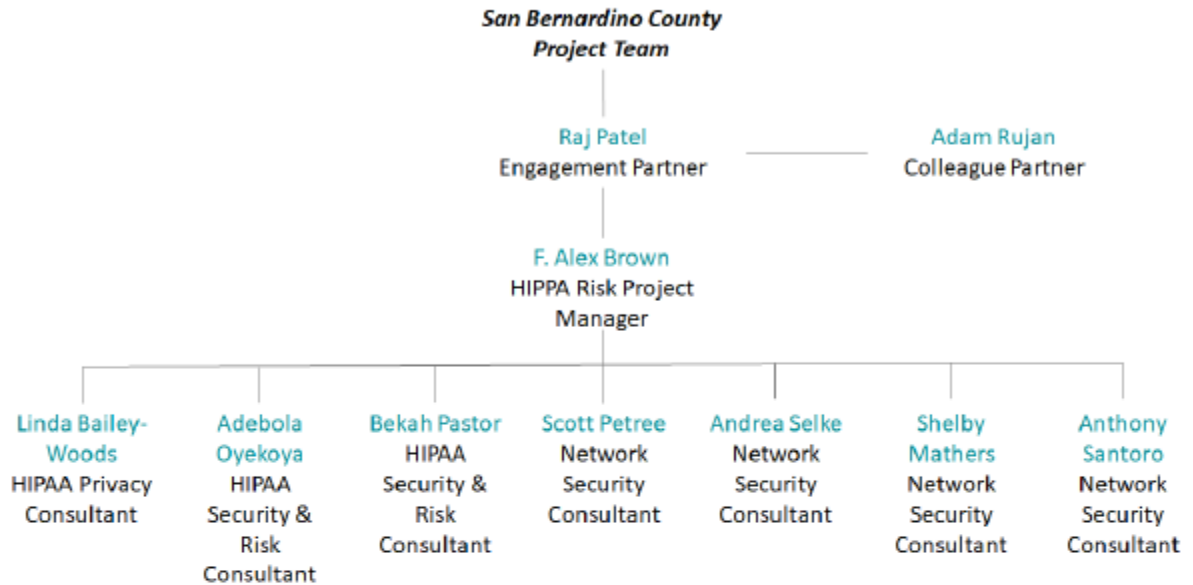 San Bernardino County
Project Team
Raj Patel
Engagement Partner
Adam Rujan
Colleague Partner
F. Alex Brown
HIPPA Risk Project
Manager
Linda Bailey-
Woods
HIPAA Privacy
Consultant
Adebola
Oyekoya
HIPAA
Security &
Risk
Consultant
Bekah Pastor
HIPAA
Security &
Risk
Consultant
Scott Petree
Network
Security
Consultant
Andrea Selke
Network
Security
Consultant
Shelby
Mathers
Network
Security
Consultant
Anthony
Santoro
Network
Security
Consultant